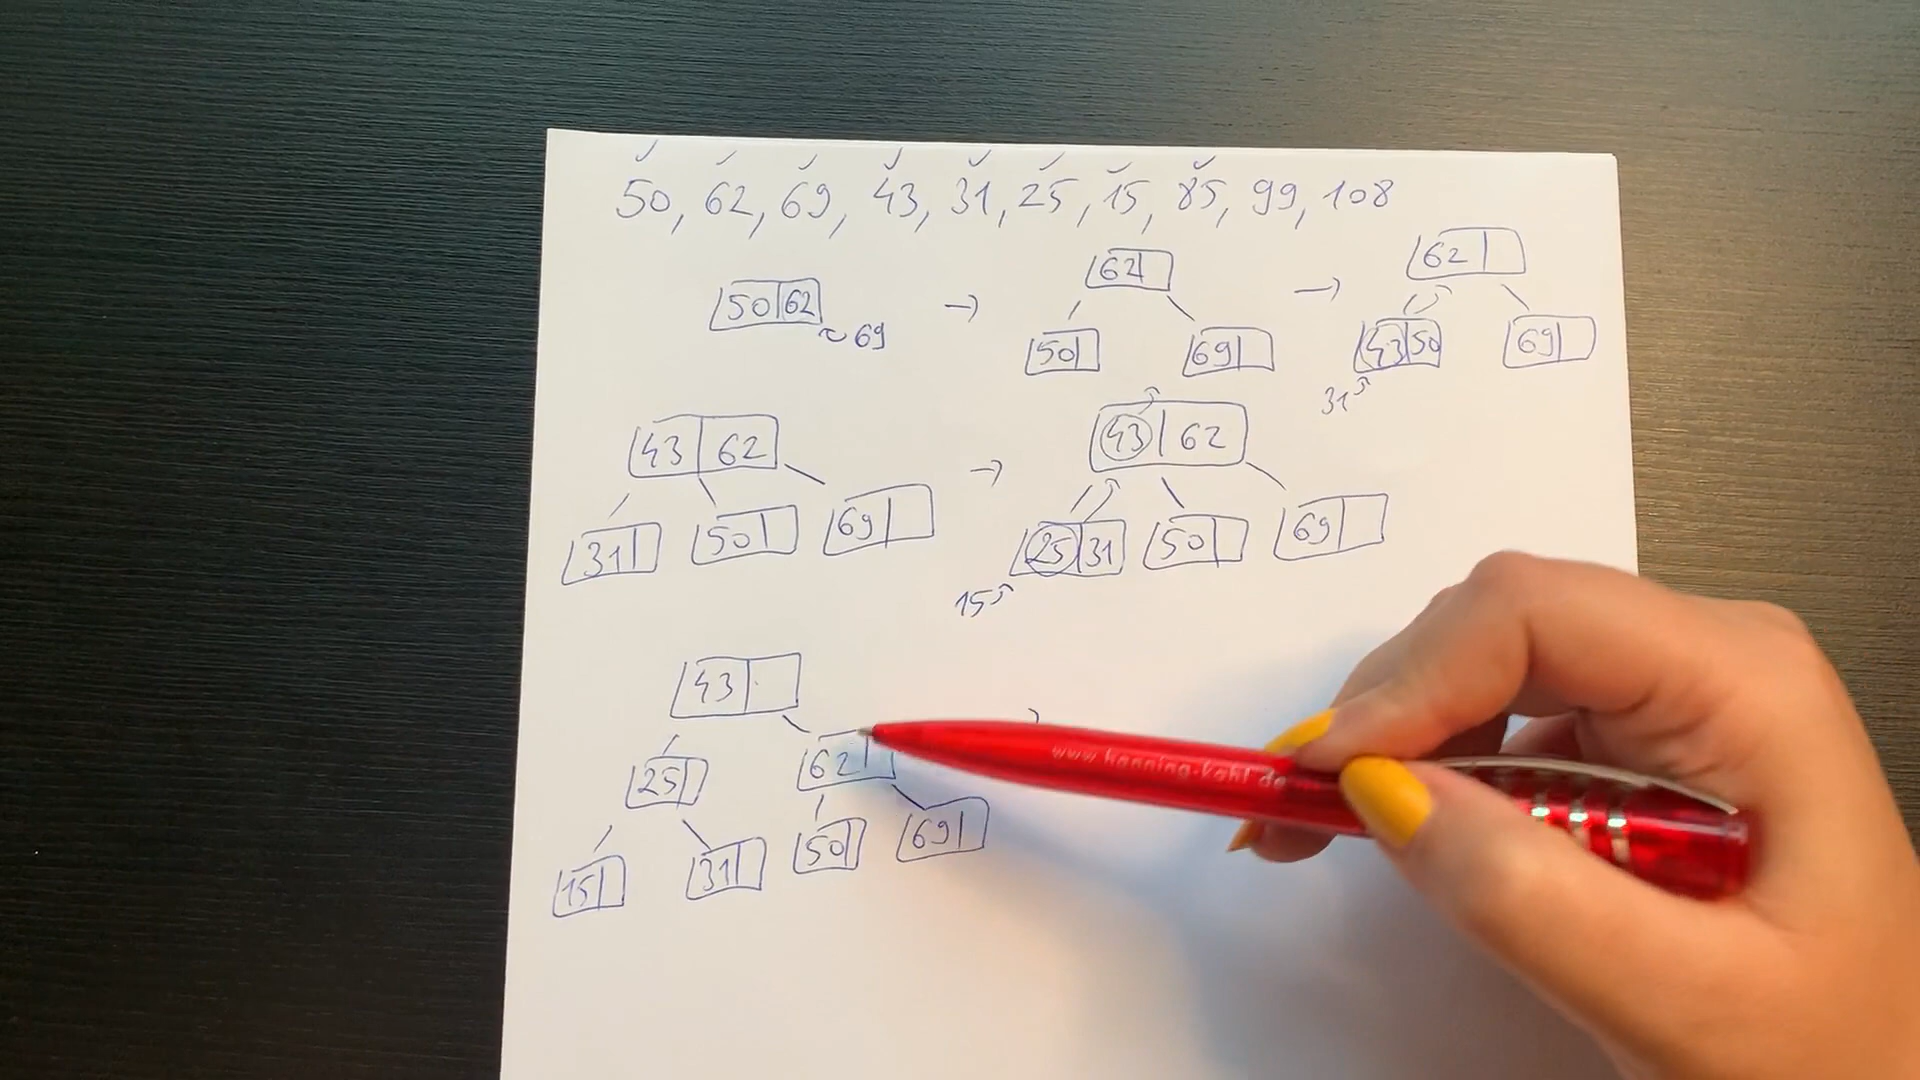 50, 62, 69, 43, 31, 25, 15, 85, 99, 108
50 62 69
62
50 69
62
43 50 69
31
43 62
31 50 69
43 62
25 31 50 69
15
43
25 62
15 31 50 69
www.hanning-kahl.de